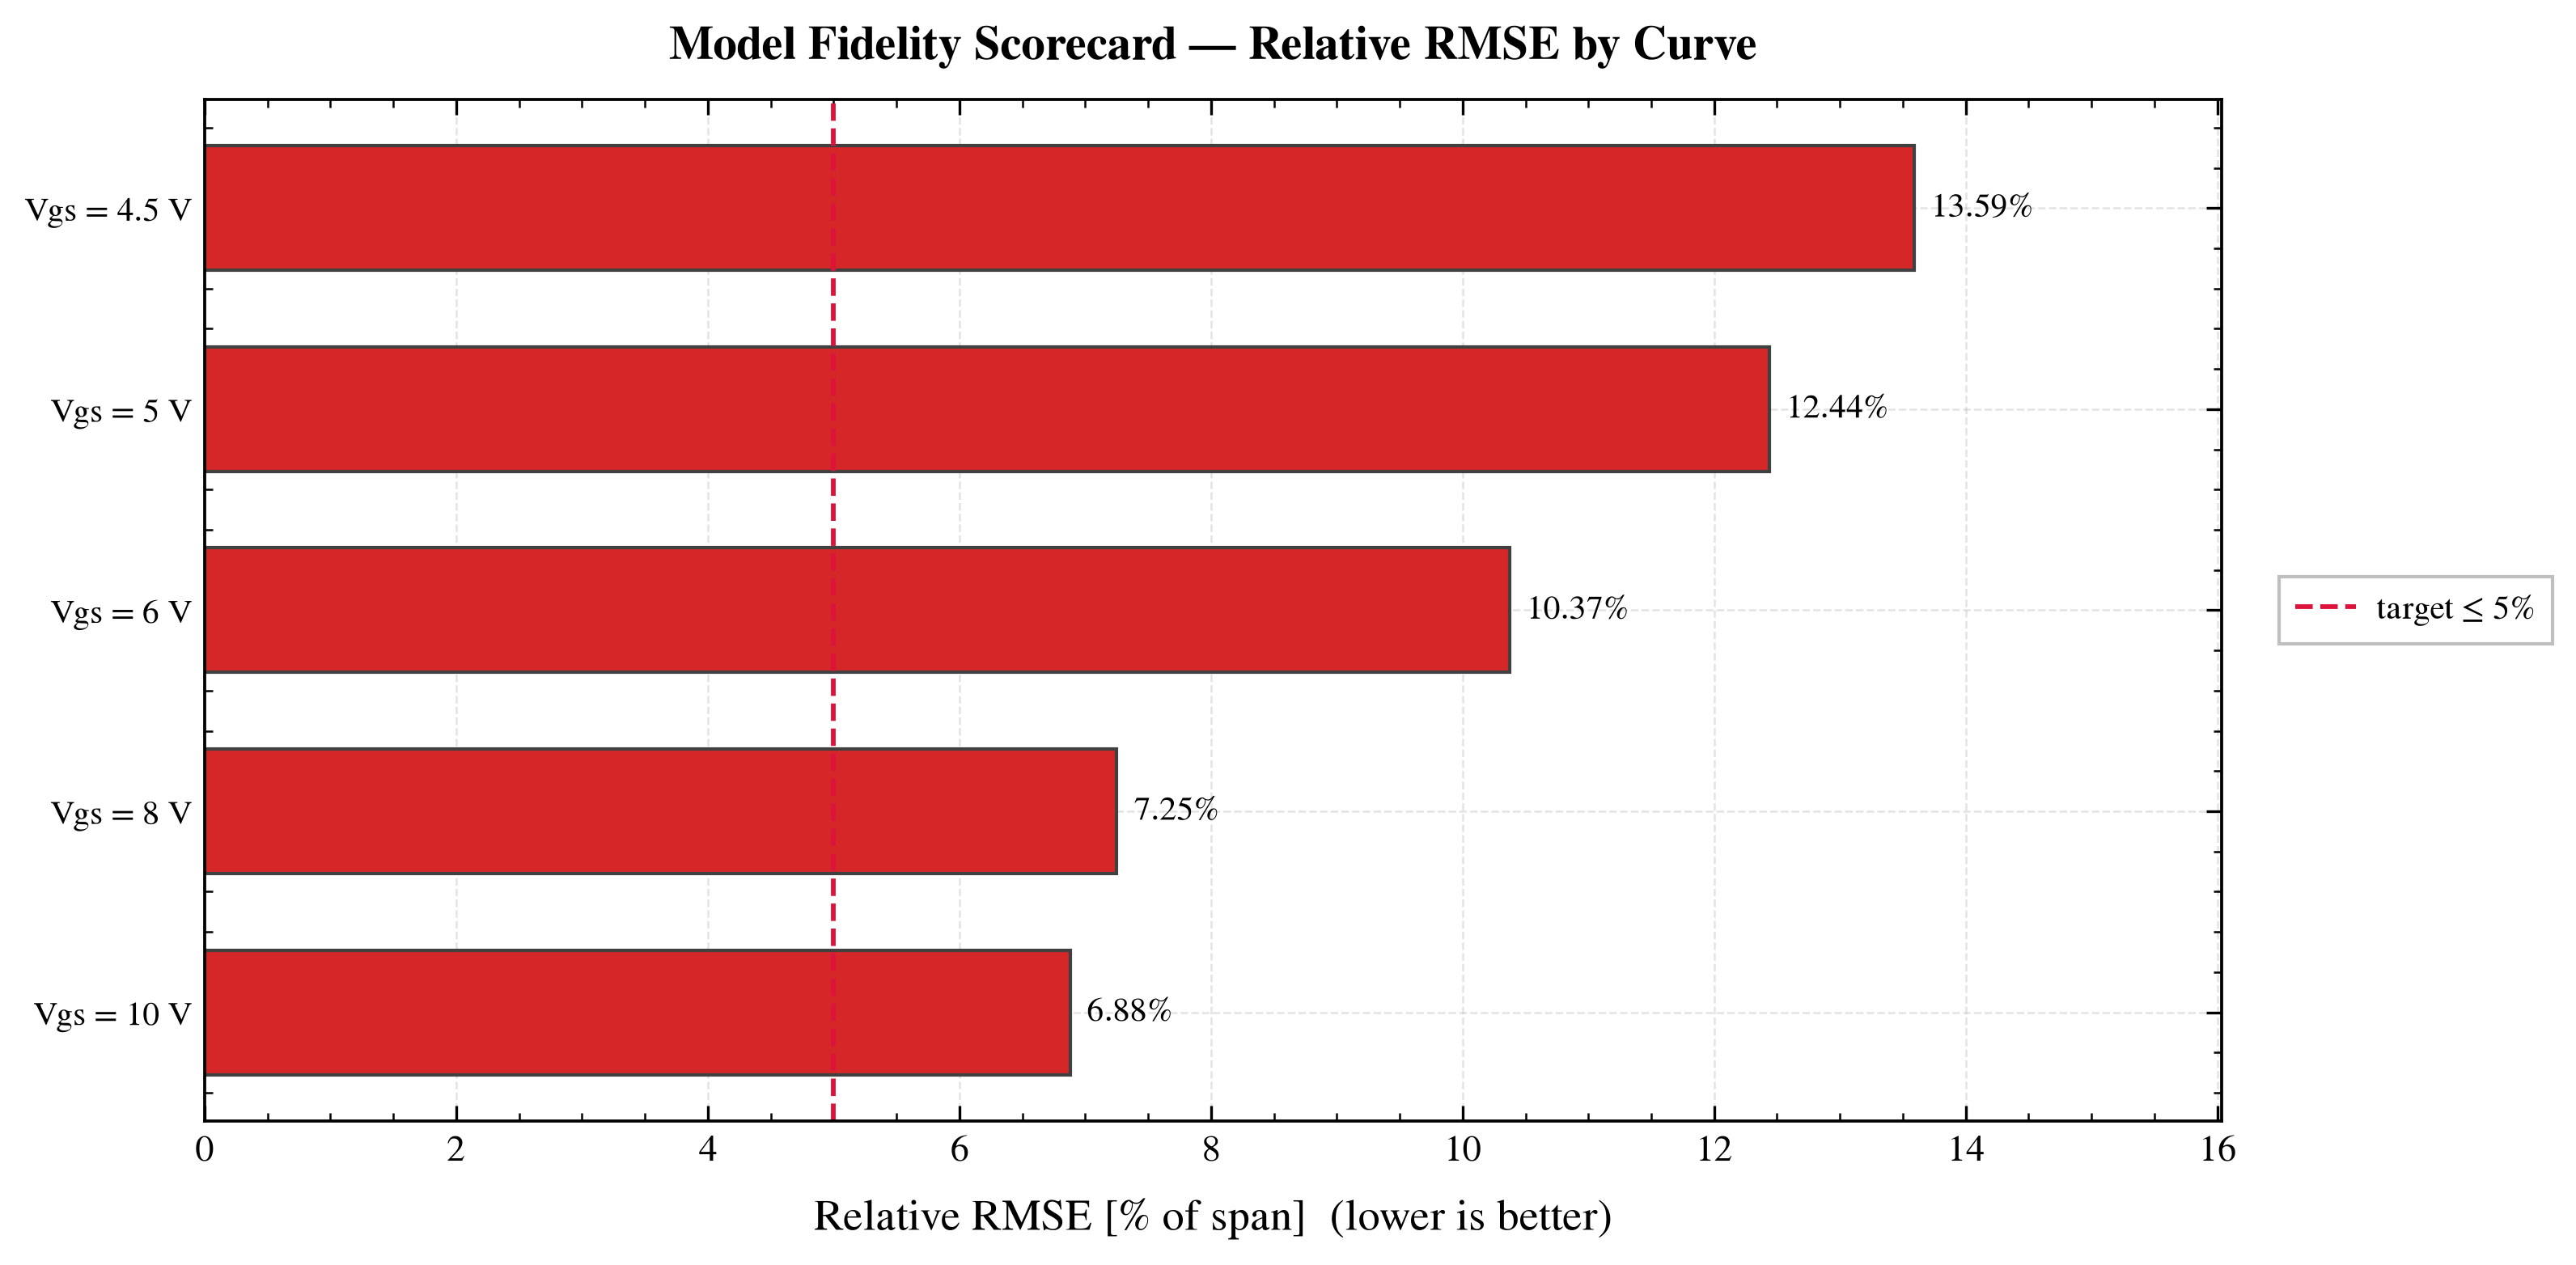 Model Fidelity Scorecard — Relative RMSE by Curve
Vgs = 4.5 V
13.59%
Vgs = 5 V
12.44%
Vgs = 6 V
10.37%
target ≤ 5%
Vgs = 8 V
7.25%
Vgs = 10 V
6.88%
0 2 4 6 8 10 12 14 16
Relative RMSE [% of span] (lower is better)